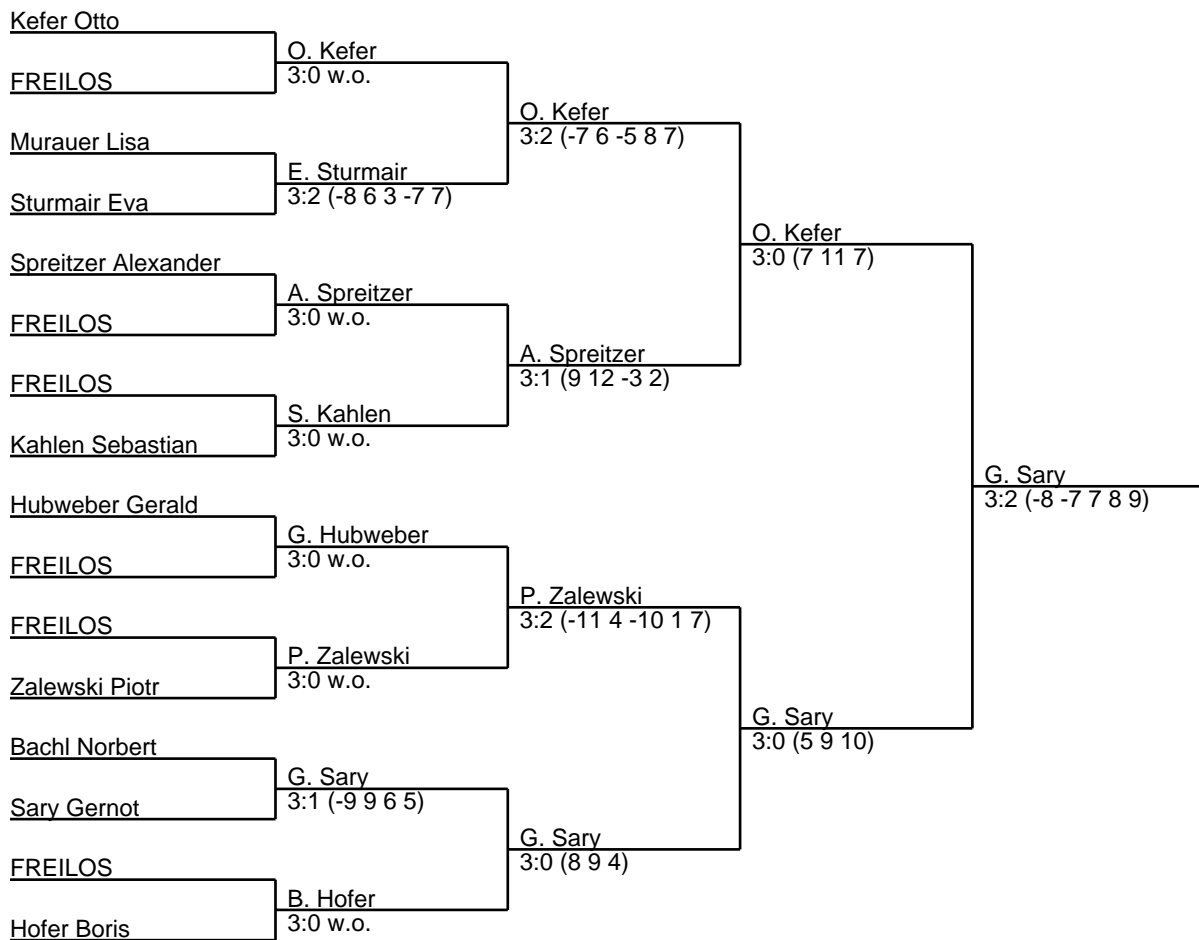 Kefer Otto
FREILOS
Murauer Lisa
Sturmair Eva
Spreitzer Alexander
FREILOS
FREILOS
Kahlen Sebastian
Hubweber Gerald
FREILOS
FREILOS
Zalewski Piotr
Bachl Norbert
Sary Gernot
FREILOS
Hofer Boris
O. Kefer
3:0 w.o.
E. Sturmair
3:2 (-8 6 3 -7 7)
A. Spreitzer
3:0 w.o.
S. Kahlen
3:0 w.o.
G. Hubweber
3:0 w.o.
P. Zalewski
3:0 w.o.
G. Sary
3:1 (-9 9 6 5)
B. Hofer
3:0 w.o.
O. Kefer
3:2 (-7 6 -5 8 7)
A. Spreitzer
3:1 (9 12 -3 2)
P. Zalewski
3:2 (-11 4 -10 1 7)
G. Sary
3:0 (8 9 4)
O. Kefer
3:0 (7 11 7)
G. Sary
3:0 (5 9 10)
G. Sary
3:2 (-8 -7 7 8 9)